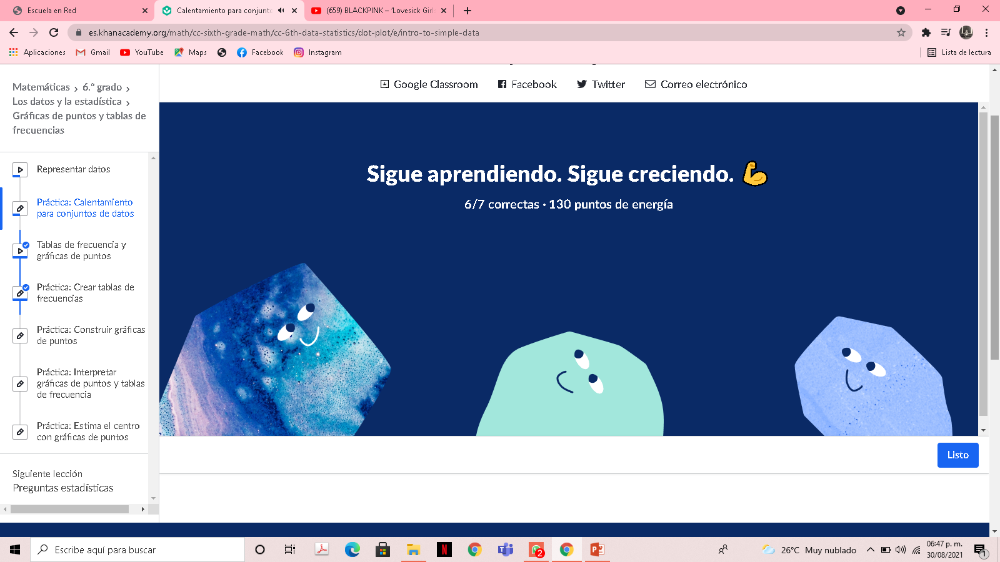 Escuela en Red
Calentamiento para conjunto
(659) BLACKPINK – 'Lovesick Girl
es.khanacademy.org/math/cc-sixth-grade-math/cc-6th-data-statistics/dot-plot/e/intro-to-simple-data
Aplicaciones
Gmail
YouTube
Maps
Facebook
Instagram
Lista de lectura
Matemáticas > 6.º grado >
Los datos y la estadística >
Gráficas de puntos y tablas de
frecuencias
Google Classroom
Facebook
Twitter
Correo electrónico
Representar datos
Práctica: Calentamiento
para conjuntos de datos
Tablas de frecuencia y
gráficas de puntos
Práctica: Crear tablas de
frecuencias
Práctica: Construir gráficas
de puntos
Práctica: Interpretar
gráficas de puntos y tablas
de frecuencia
Práctica: Estima el centro
con gráficas de puntos
Siguiente lección
Preguntas estadísticas
Sigue aprendiendo. Sigue creciendo. 💪
6/7 correctas · 130 puntos de energía
Listo
Escribe aquí para buscar
2
26°C Muy nublado
06:47 p. m.
30/08/2021
1